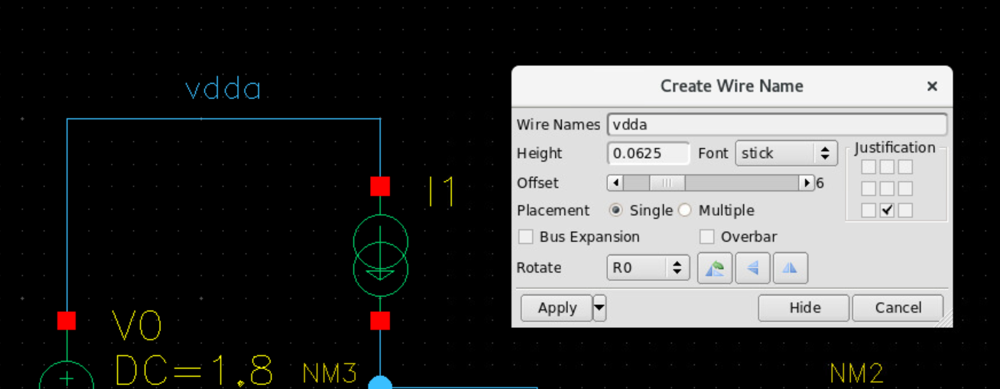 vdda
I1
V0
DC=1.8
NM3
NM2
Create Wire Name
Wire Names vdda
Height 0.0625 Font stick
Justification
Offset 6
Placement Single Multiple
Bus Expansion Overbar
Rotate R0
Apply Hide Cancel